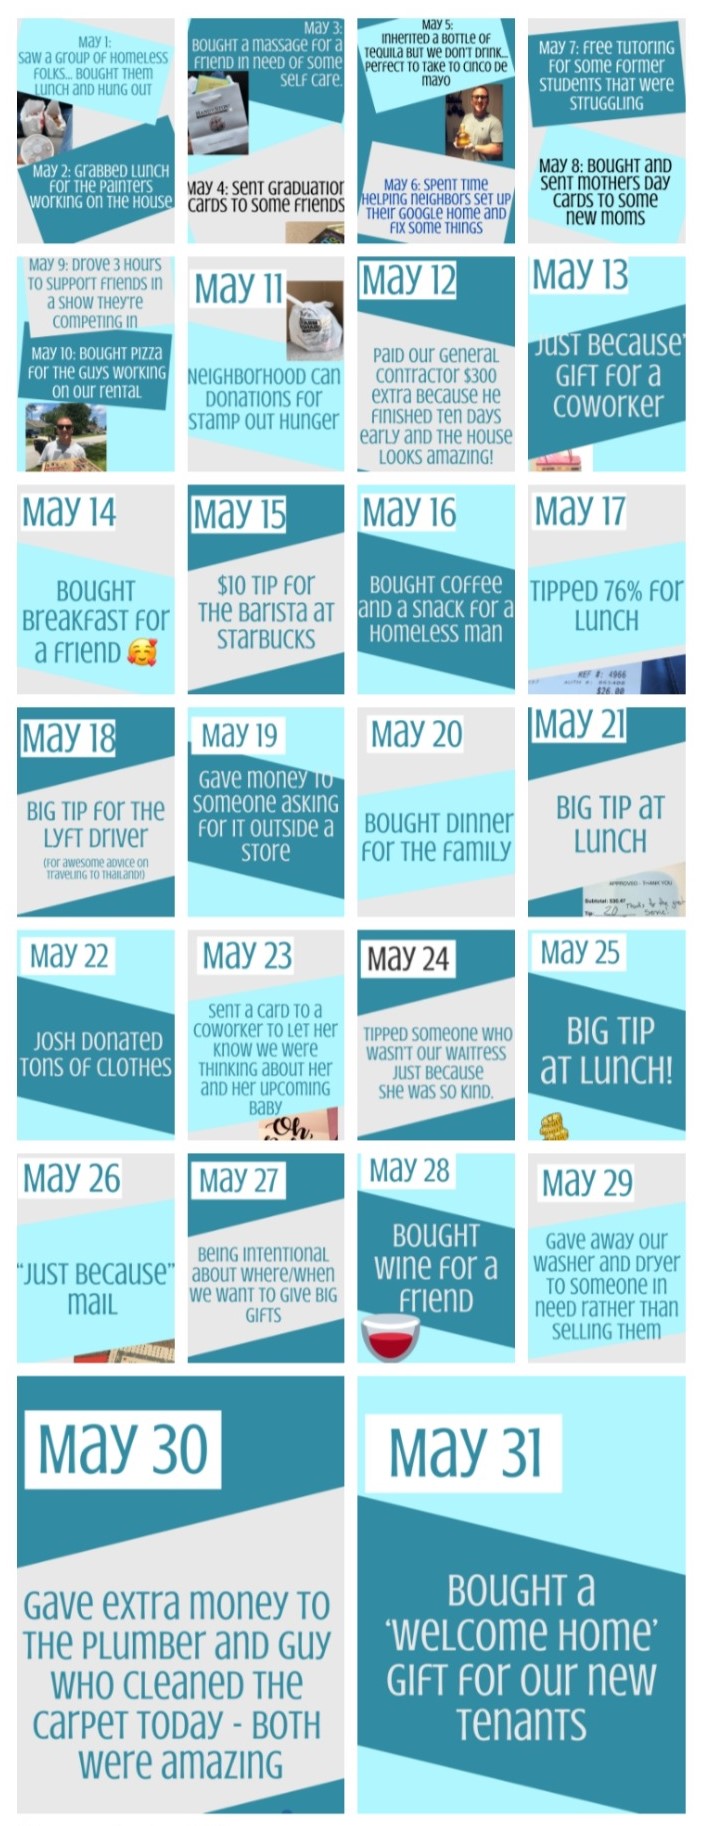 May 1:
Saw a group of homeless
folks... bought them
lunch and hung out
May 2: Grabbed lunch
for the painters
working on the house
May 3:
Bought a massage for a
friend in need of some
self care.
May 4: Sent graduation
cards to some friends
May 5:
Inherited a bottle of
tequila but we don't drink...
perfect to take to Cinco de
Mayo
May 6: Spent time
helping neighbors set up
their Google Home and
fix some things
May 7: Free tutoring
for some former
students that were
struggling
May 8: Bought and
sent Mothers Day
cards to some
new moms
May 9: Drove 3 hours
to support friends in
a show they're
competing in
May 10: Bought pizza
for the guys working
on our rental
May 11
Neighborhood can
donations for
Stamp Out Hunger
May 12
Paid our general
contractor $300
extra because he
finished ten days
early and the house
looks amazing!
May 13
Just because"
gift for a
coworker
May 14
Bought
breakfast for
a friend 🥰
May 15
$10 tip for
the barista at
Starbucks
May 16
Bought coffee
and a snack for a
homeless man
May 17
Tipped 76% for
lunch
REF #: 4966
$26.00
May 18
Big tip for the
Lyft driver
(for awesome advice on
traveling to Thailand!)
May 19
Gave money to
someone asking
for it outside a
store
May 20
Bought dinner
for the family
May 21
Big tip at
lunch
APPROVED - THANK YOU
Subtotal: $30.47
Tip 20
May 22
Josh donated
tons of clothes
May 23
Sent a card to a
coworker to let her
know we were
thinking about her
and her upcoming
baby
Oh,
May 24
Tipped someone who
wasn't our waitress
just because
she was so kind.
May 25
Big tip
at lunch!
May 26
"Just because"
mail
May 27
Being intentional
about where/when
we want to give big
gifts
May 28
Bought
wine for a
friend
May 29
Gave away our
washer and dryer
to someone in
need rather than
selling them
May 30
Gave extra money to
the plumber and guy
who cleaned the
carpet today - both
were amazing
May 31
Bought a
'Welcome Home'
gift for our new
tenants